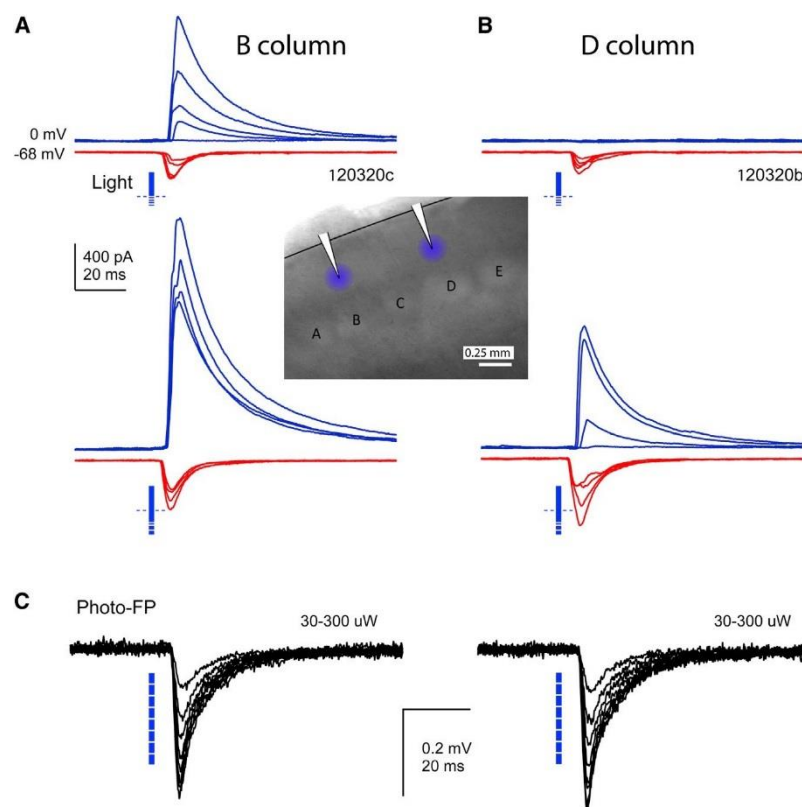 A
B column
B
D column
0 mV
-68 mV
Light
120320c
120320b
400 pA
20 ms
A
B
C
D
E
0.25 mm
C
Photo-FP
30-300 uW
30-300 uW
0.2 mV
20 ms